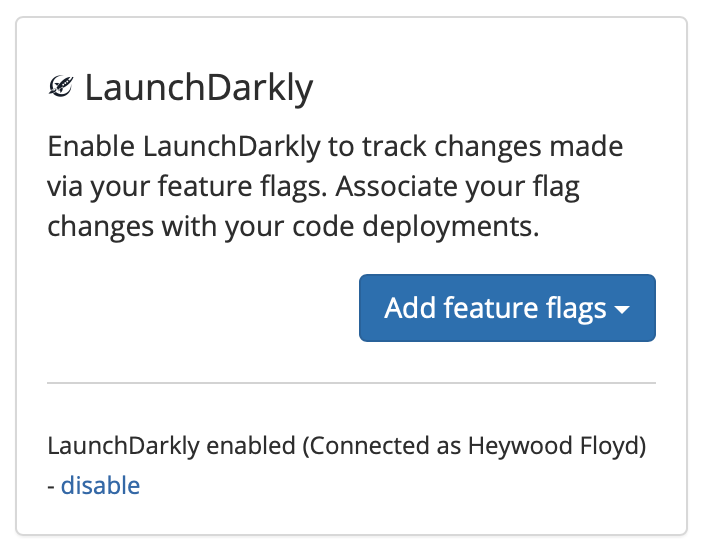 LaunchDarkly
Enable LaunchDarkly to track changes made
via your feature flags. Associate your flag
changes with your code deployments.
Add feature flags
LaunchDarkly enabled (Connected as Heywood Floyd)
- disable